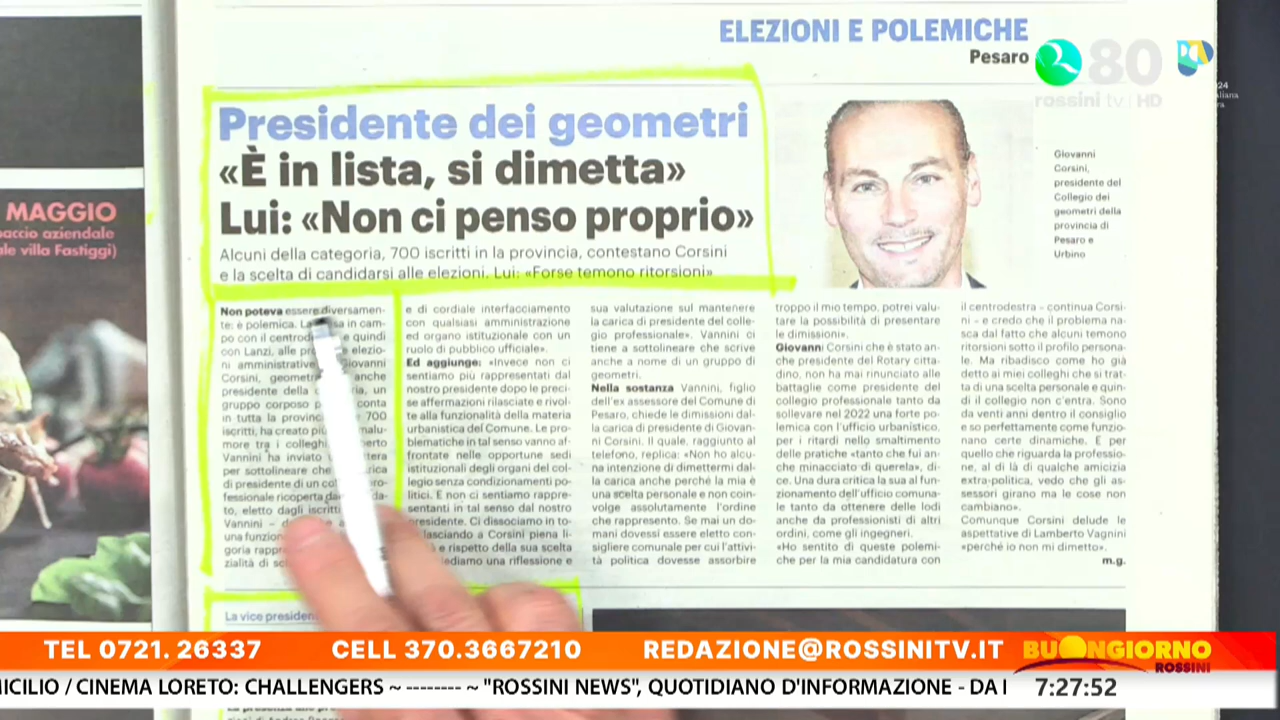 ELEZIONI E POLEMICHE
Pesaro
80
rossini tv HD
MAGGIO
accio aziendale
le villa Fastiggi)
Presidente dei geometri
«È in lista, si dimetta»
Lui: «Non ci penso proprio»
Alcuni della categoria, 700 iscritti in la provincia, contestano Corsini
e la scelta di candidarsi alle elezioni. Lui: «Forse temono ritorsioni»
Giovanni
Corsini,
presidente del
Collegio dei
geometri della
provincia di
Pesaro e
Urbino
Non poteva essere diversamen-
te: è polemica. La in cam-
po con il e quindi
con Lanzi, alle elezio-
ni amministrative
Corsini, anche
presidente della un
gruppo corposo conta
in tutta la 700
iscritti, ha creato malu-
more tra i colleghi.
Vannini ha inviato
per sottolineare che
di presidente di un
fessionale ricoperta
to, eletto dagli iscritti
Vannini –
una
goria
zialità di
e di cordiale interfacciamento
con qualsiasi amministrazione
ed organo istituzionale con un
ruolo di pubblico ufficiale».
Ed aggiunge: «Invece non ci
sentiamo più rappresentati dal
nostro presidente dopo le preci-
se affermazioni rilasciate e rivol-
te alla funzionalità della materia
urbanistica del Comune. Le pro-
blematiche in tal senso vanno af-
frontate nelle opportune sedi
istituzionali degli organi del col-
legio senza condizionamenti po-
litici. E non ci sentiamo rappre-
sentanti in tal senso dal nostro
presidente. Ci dissociamo in to-
lasciando a Corsini piena li-
e rispetto della sua scelta
una riflessione e
sua valutazione sul mantenere
la carica di presidente del colle-
gio professionale». Vannini ci
tiene a sottolineare che scrive
anche a nome di un gruppo di
geometri.
Nella sostanza Vannini, figlio
dell'ex assessore del Comune di
Pesaro, chiede le dimissioni dal-
la carica di presidente di Giovan-
ni Corsini. Il quale, raggiunto al
telefono, replica: «Non ho alcu-
na intenzione di dimettermi dal-
la carica anche perché la mia è
una scelta personale e non coin-
volge assolutamente l'ordine
che rappresento. Se mai un do-
mani dovessi essere eletto con-
sigliere comunale per cui l'attivi-
tà politica dovesse assorbire
troppo il mio tempo, potrei valu-
tare la possibilità di presentare
le dimissioni».
Giovanni Corsini che è stato an-
che presidente del Rotary citta-
dino, non ha mai rinunciato alle
battaglie come presidente del
collegio professionale tanto da
sollevare nel 2022 una forte po-
lemica con l'ufficio urbanistico,
per i ritardi nello smaltimento
delle pratiche «tanto che fui an-
che minacciato di querela», di-
ce. Una dura critica la sua al fun-
zionamento dell'ufficio comuna-
le tanto da ottenere delle lodi
anche da professionisti di altri
ordini, come gli ingegneri.
«Ho sentito di queste polemi-
che per la mia candidatura con
il centrodestra – continua Corsi-
ni – e credo che il problema na-
sca dal fatto che alcuni temono
ritorsioni sotto il profilo persona-
le. Ma ribadisco come ho già
detto ai miei colleghi che si trat-
ta di una scelta personale e quin-
di il collegio non c'entra. Sono
da venti anni dentro il consiglio
e so perfettamente come funzio-
nano certe dinamiche. E per
quello che riguarda la professio-
ne, al di là di qualche amicizia
extra-politica, vedo che gli as-
sessori girano ma le cose non
cambiano».
Comunque Corsini delude le
aspettative di Lamberto Vagnini
«perché io non mi dimetto».
m.g.
La vice presiden
TEL 0721. 26337 CELL 370.3667210 REDAZIONE@ROSSINITV.IT BUONGIORNO
ROSSINI
MICILIO / CINEMA LORETO: CHALLENGERS ~ -------- ~ "ROSSINI NEWS", QUOTIDIANO D'INFORMAZIONE - DA L 7:27:52